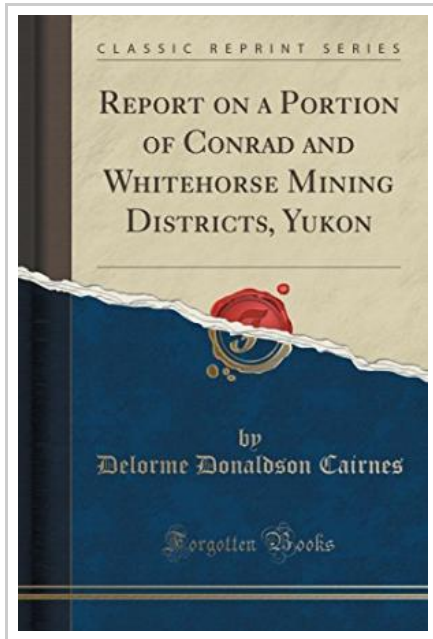 CLASSIC REPRINT SERIES
REPORT ON A PORTION
OF CONRAD AND
WHITEHORSE MINING
DISTRICTS, YUKON
by
Delorme Donaldson Cairnes
Forgotten Books